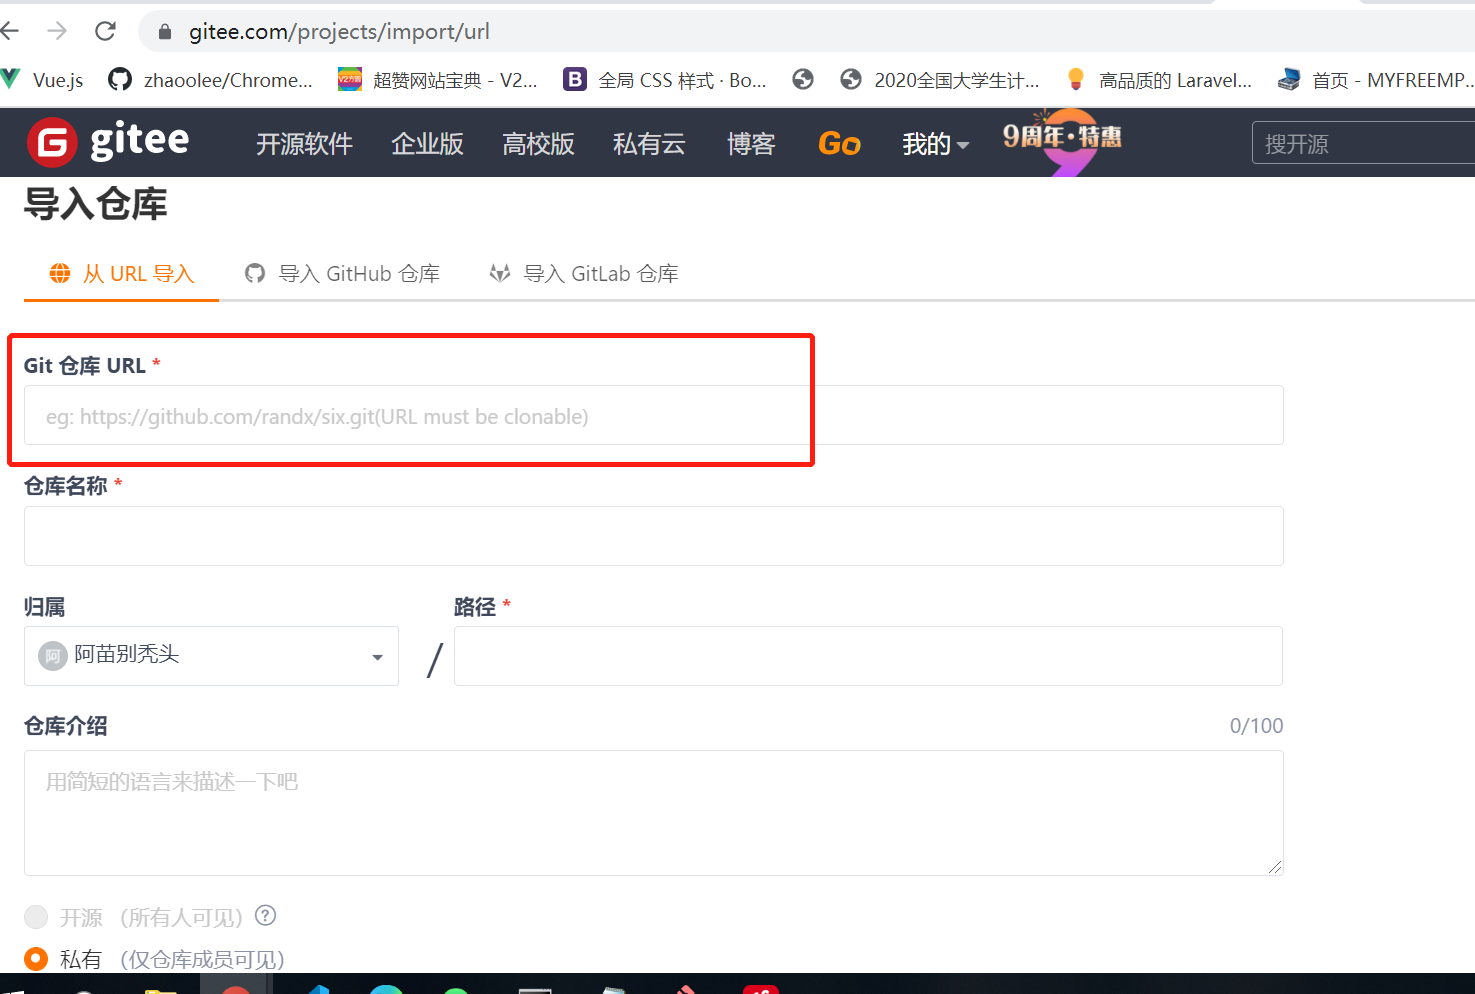 gitee.com/projects/import/url
Vue.js zhaoolee/Chrome... 超赞网站宝典 - V2... 全局 CSS 样式 · Bo... 2020全国大学生计... 高品质的 Laravel... 首页 - MYFREEMP...
gitee 开源软件 企业版 高校版 私有云 博客 Go 我的 9周年·特惠 搜开源
导入仓库
从 URL 导入 导入 GitHub 仓库 导入 GitLab 仓库
Git 仓库 URL *
eg: https://github.com/randx/six.git(URL must be clonable)
仓库名称 *
归属 路径 *
阿 阿苗别秃头 /
仓库介绍 0/100
用简短的语言来描述一下吧
开源 (所有人可见) ?
私有 (仅仓库成员可见)